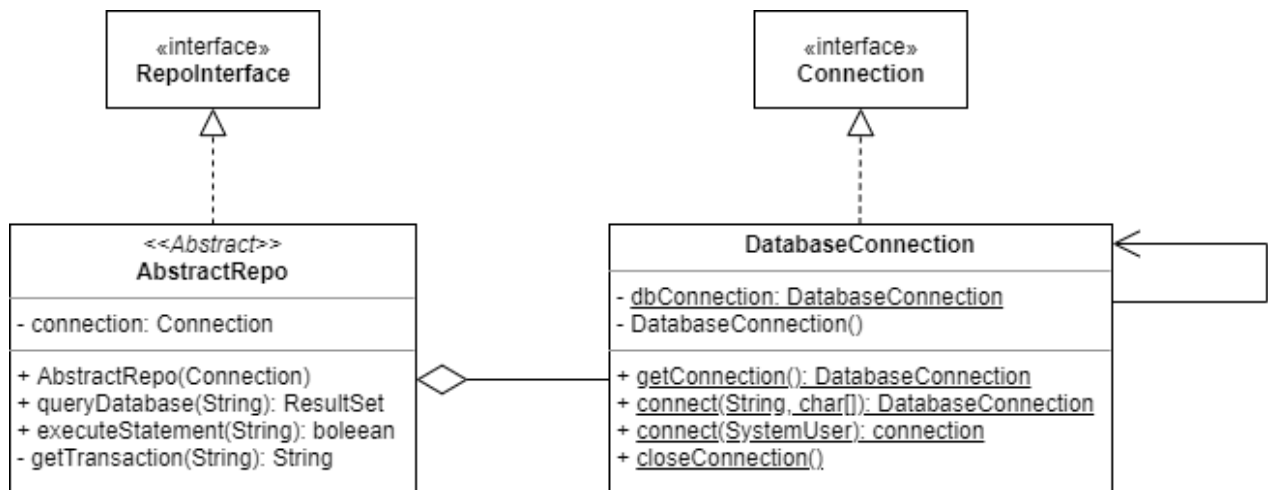 «interface»
RepoInterface
«interface»
Connection
<<Abstract>>
AbstractRepo
- connection: Connection
+ AbstractRepo(Connection)
+ queryDatabase(String): ResultSet
+ executeStatement(String): boleean
- getTransaction(String): String
DatabaseConnection
- dbConnection: DatabaseConnection
- DatabaseConnection()
+ getConnection(): DatabaseConnection
+ connect(String, char[]): DatabaseConnection
+ connect(SystemUser): connection
+ closeConnection()